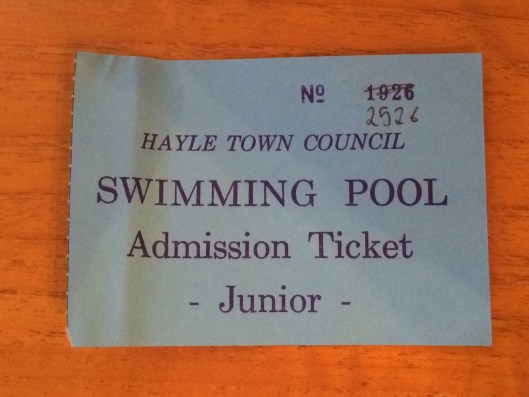 Nº 1926
2526
HAYLE TOWN COUNCIL
SWIMMING POOL
Admission Ticket
- Junior -